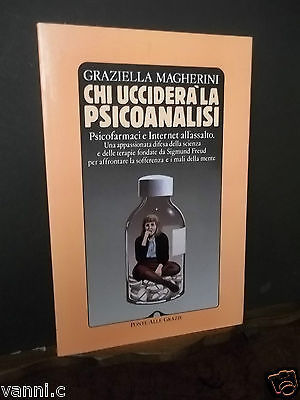 GRAZIELLA MAGHERINI
CHI UCCIDERÀ LA
PSICOANALISI
Psicofarmaci e Internet all'assalto.
Una appassionata difesa della scienza
e delle terapie fondate da Sigmund Freud
per affrontare la sofferenza e i mali della mente
PONTE ALLE GRAZIE
vanni.c